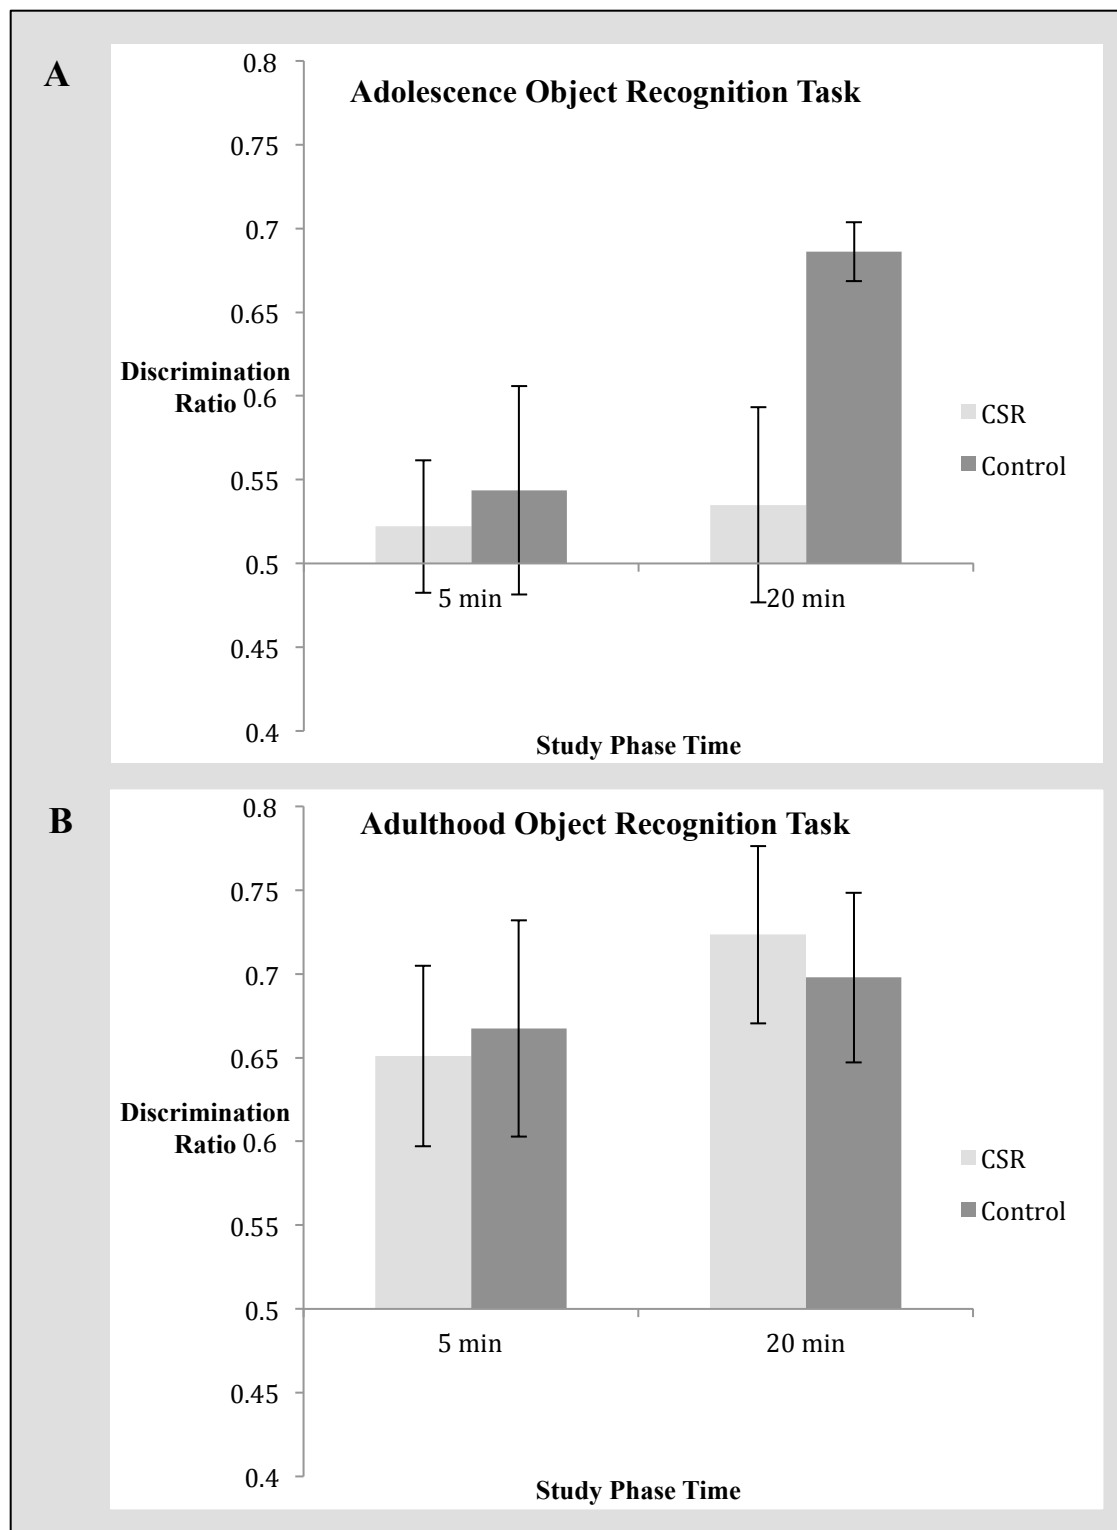 A
Adolescence Object Recognition Task
0.8
0.75
0.7
0.65
Discrimination
Ratio
0.6
0.55
0.5
0.45
0.4
5 min
20 min
Study Phase Time
CSR
Control
B
Adulthood Object Recognition Task
0.8
0.75
0.7
0.65
Discrimination
Ratio
0.6
0.55
0.5
0.45
0.4
5 min
20 min
Study Phase Time
CSR
Control